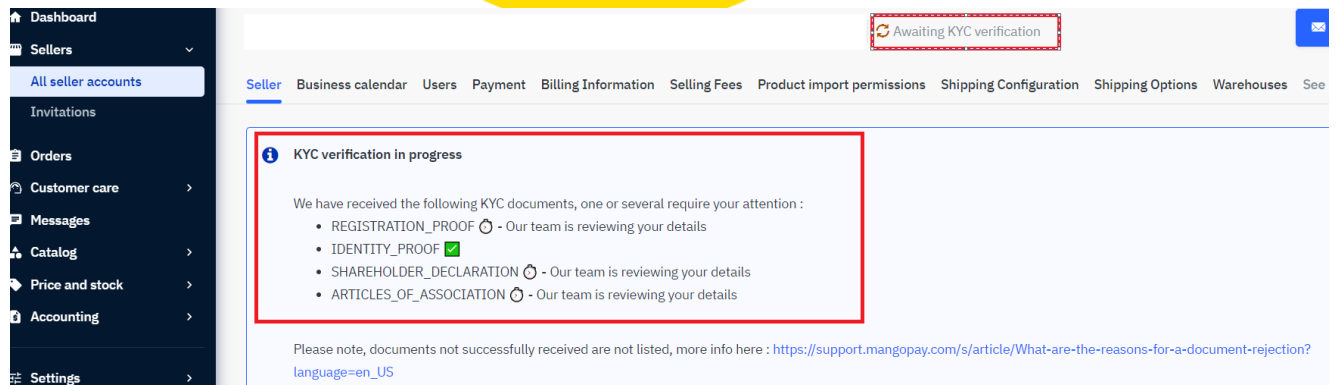 Dashboard
Sellers
All seller accounts
Invitations
Orders
Customer care
Messages
Catalog
Price and stock
Accounting
Settings
Awaiting KYC verification
Seller Business calendar Users Payment Billing Information Selling Fees Product import permissions Shipping Configuration Shipping Options Warehouses See
KYC verification in progress
We have received the following KYC documents, one or several require your attention :
• REGISTRATION_PROOF ⏱ - Our team is reviewing your details
• IDENTITY_PROOF ✅
• SHAREHOLDER_DECLARATION ⏱ - Our team is reviewing your details
• ARTICLES_OF_ASSOCIATION ⏱ - Our team is reviewing your details
Please note, documents not successfully received are not listed, more info here : https://support.mangopay.com/s/article/What-are-the-reasons-for-a-document-rejection?
language=en_US